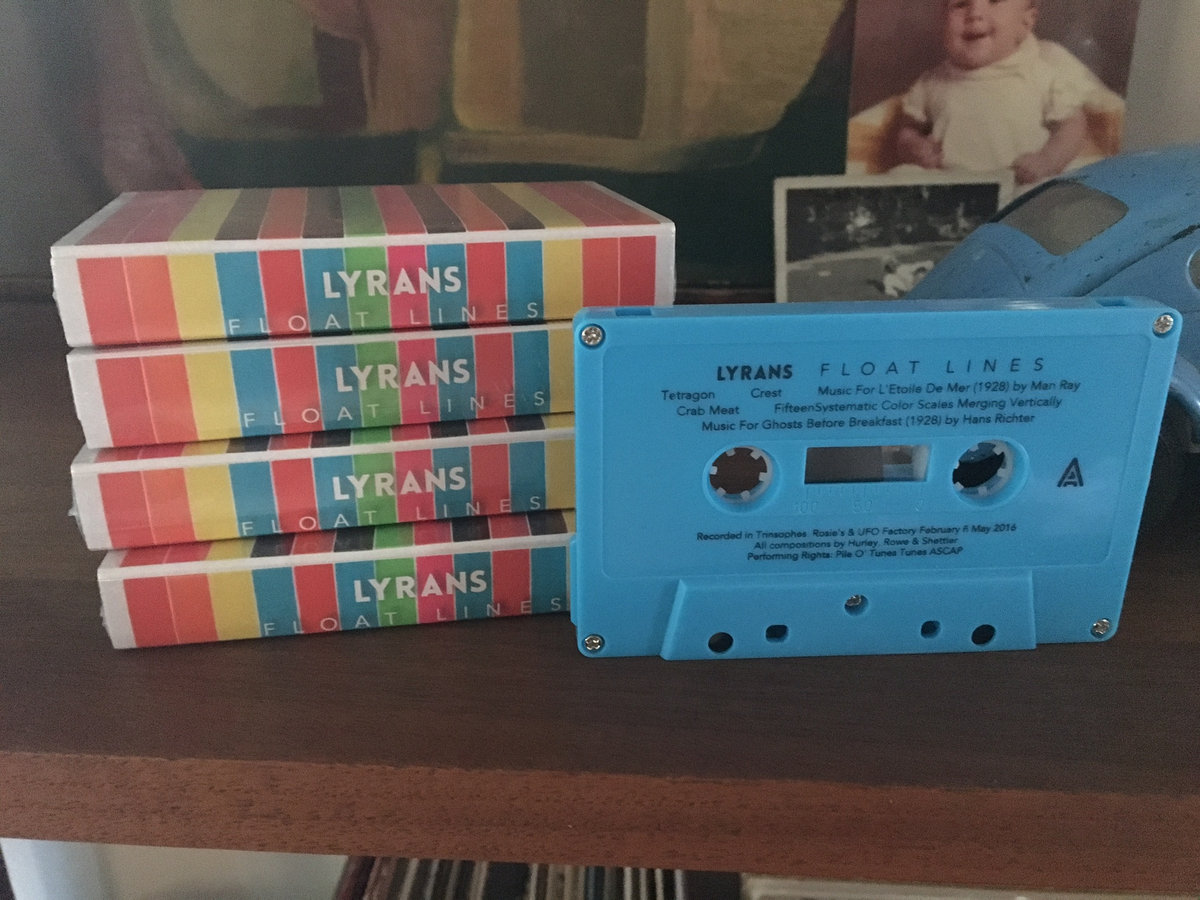 LYRANS
FLOAT LINES
LYRANS
FLOAT LINES
LYRANS
FLOAT LINES
LYRANS
FLOAT LINES
LYRANS FLOAT LINES
Tetragon Crest Music For L'Etoile De Mer (1928) by Man Ray
Crab Meat FifteenSystematic Color Scales Merging Vertically
Music For Ghosts Before Breakfast (1928) by Hans Richter
A
Recorded in Trinsophes Rosie's & UFO Factory February & May 2016
All compositions by Hurley, Rowe & Shettler
Performing Rights: Pile O' Tunes Tunes ASCAP